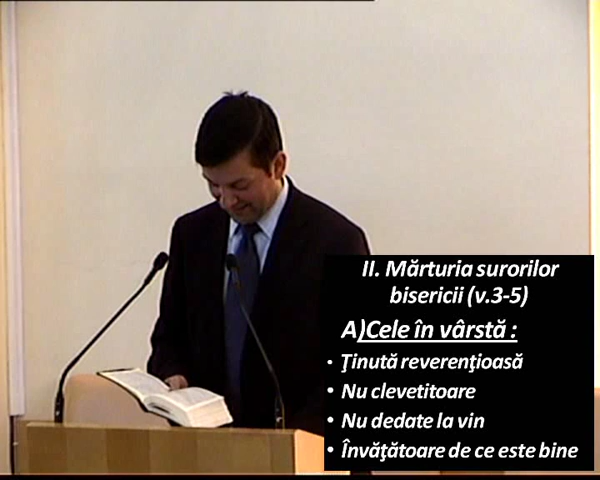 II. Mărturia surorilor
bisericii (v.3-5)
A)Cele în vârstă :
• Ţinută reverenţioasă
• Nu clevetitoare
• Nu dedate la vin
• Învăţătoare de ce este bine